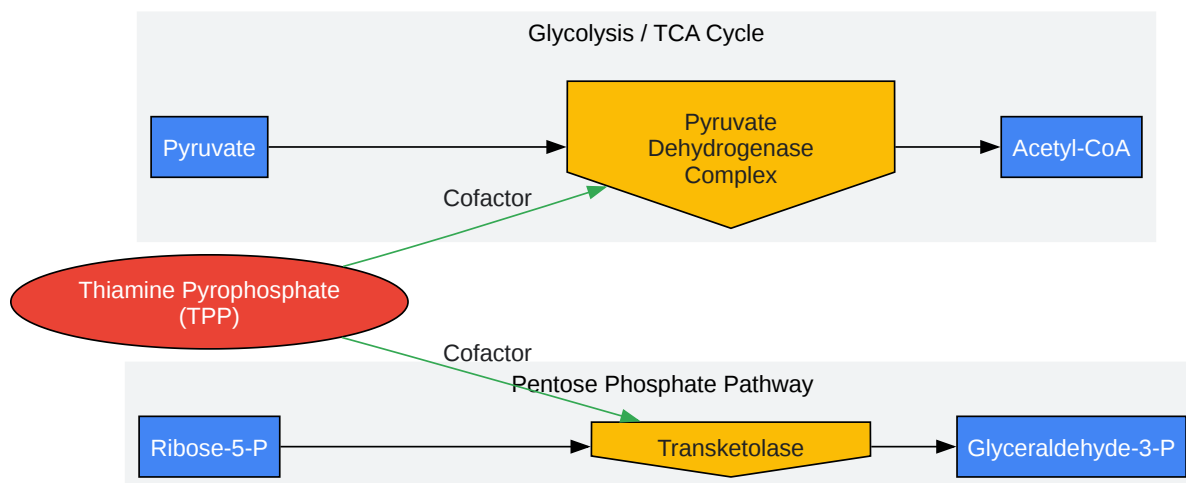 Glycolysis / TCA Cycle
Pyruvate
Pyruvate
Dehydrogenase
Complex
Acetyl-CoA
Cofactor
Thiamine Pyrophosphate
(TPP)
Cofactor
Pentose Phosphate Pathway
Ribose-5-P
Transketolase
Glyceraldehyde-3-P